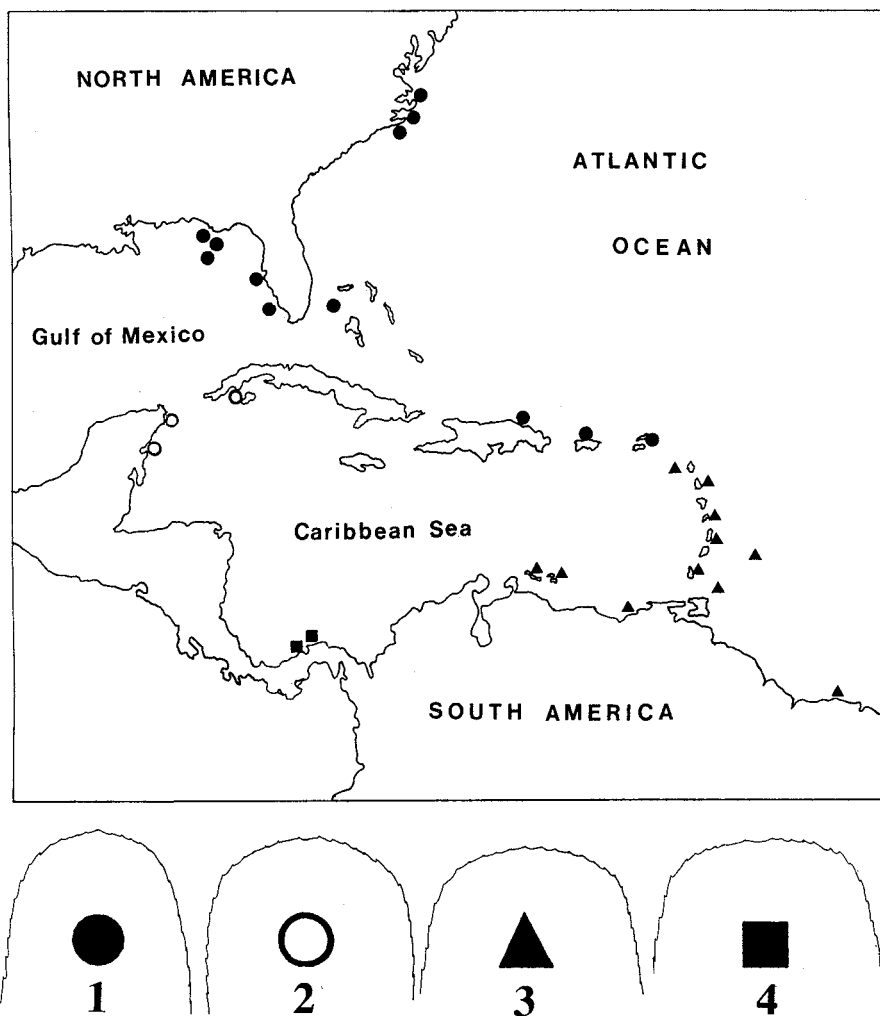 NORTH AMERICA
ATLANTIC
OCEAN
Gulf of Mexico
Caribbean Sea
SOUTH AMERICA
1 2 3 4